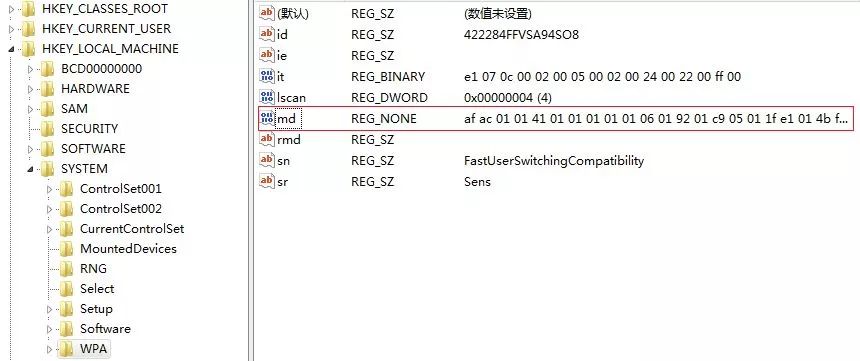 HKEY_CLASSES_ROOT
HKEY_CURRENT_USER
HKEY_LOCAL_MACHINE
BCD00000000
HARDWARE
SAM
SECURITY
SOFTWARE
SYSTEM
ControlSet001
ControlSet002
CurrentControlSet
MountedDevices
RNG
Select
Setup
Software
WPA
(默认) REG_SZ (数值未设置)
id REG_SZ 422284FFVSA94SO8
ie REG_SZ
it REG_BINARY e1 07 0c 00 02 00 05 00 02 00 24 00 22 00 ff 00
lscan REG_DWORD 0x00000004 (4)
md REG_NONE af ac 01 01 41 01 01 01 01 01 06 01 92 01 c9 05 01 1f e1 01 4b f...
rmd REG_SZ
sn REG_SZ FastUserSwitchingCompatibility
sr REG_SZ Sens